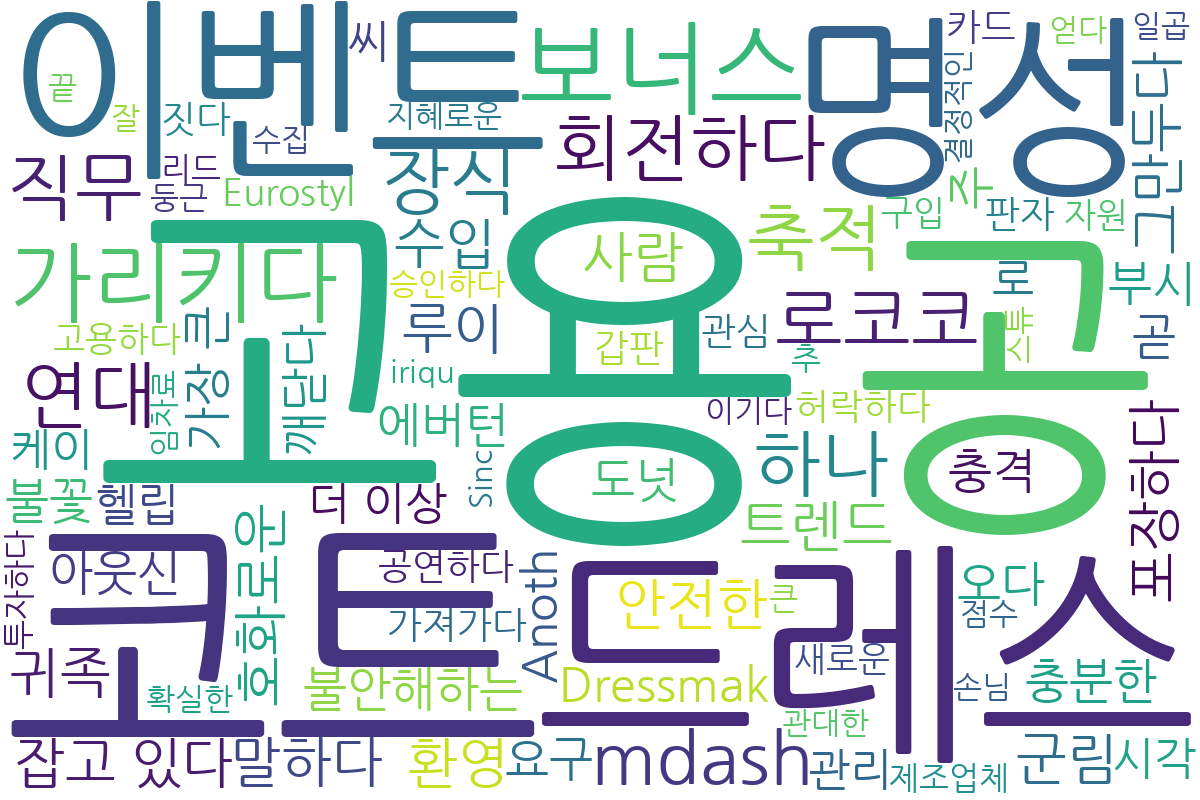 이벤트
보너스
명성
씨
카드
얻다
일곱
끝
잘
짓다
수집
지혜로운
회전하다
결정적인
그만두다
직무
리드
둥근
Eurostyl
장식
주
구입
판자
자원
가리키다
고용
수입
사람
축적
공
로
부시
승인하다
고용하다
루이
갑판
관심
로코코
곧
스튜
연대
임차로
가장 큰
깨닫다
iriqu
추
이기다
허락하다
케이
에버턴
하나
충격
포장하다
불꽃
헬립
더 이상
Sinc
도넛
트렌드
투자하다
아웃신
호화로운
코트
드레스
공연하다
Anoth
안전한
큰
오다
점수
가져가다
귀족
확실한
불안해하는
Dressmak
새로운
손님
충분한
관대한
잡고 있다
말하다
환영
요구
mdash
관리
제조업체
군림
시각